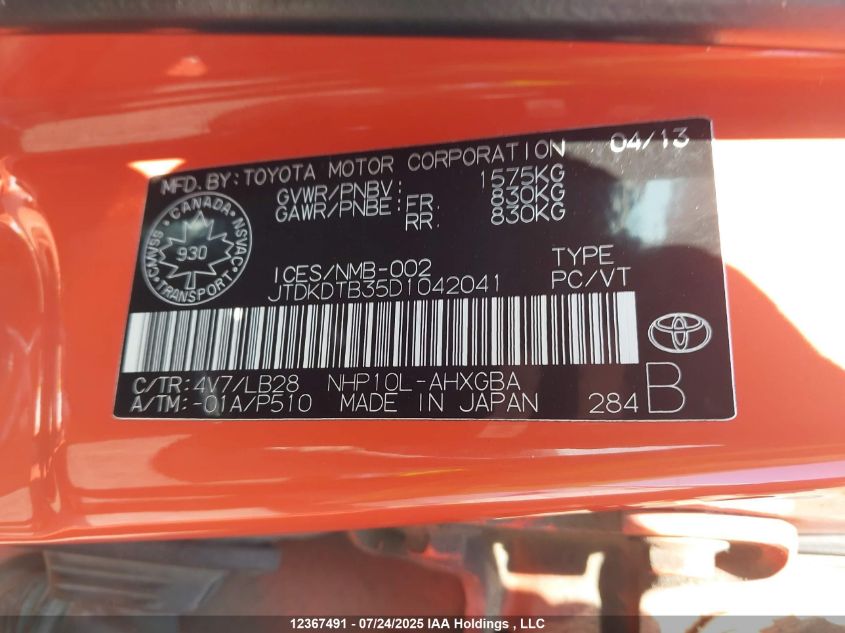 MFD.BY:TOYOTA MOTOR CORPORATION 04/13
GVWR/PNBV: 1575KG
GAWR/PNBE: FR: 830KG
RR: 830KG
CANADA
CMVSS 930 NSVAC
TRANSPORT
ICES/NMB-002 TYPE
JTDKDTB35D1042041 PC/VT
C/TR:4V7/LB28 NHP10L-AHXGBA
A/TM:-01A/P510 MADE IN JAPAN 284 B
12367491 - 07/24/2025 IAA Holdings , LLC